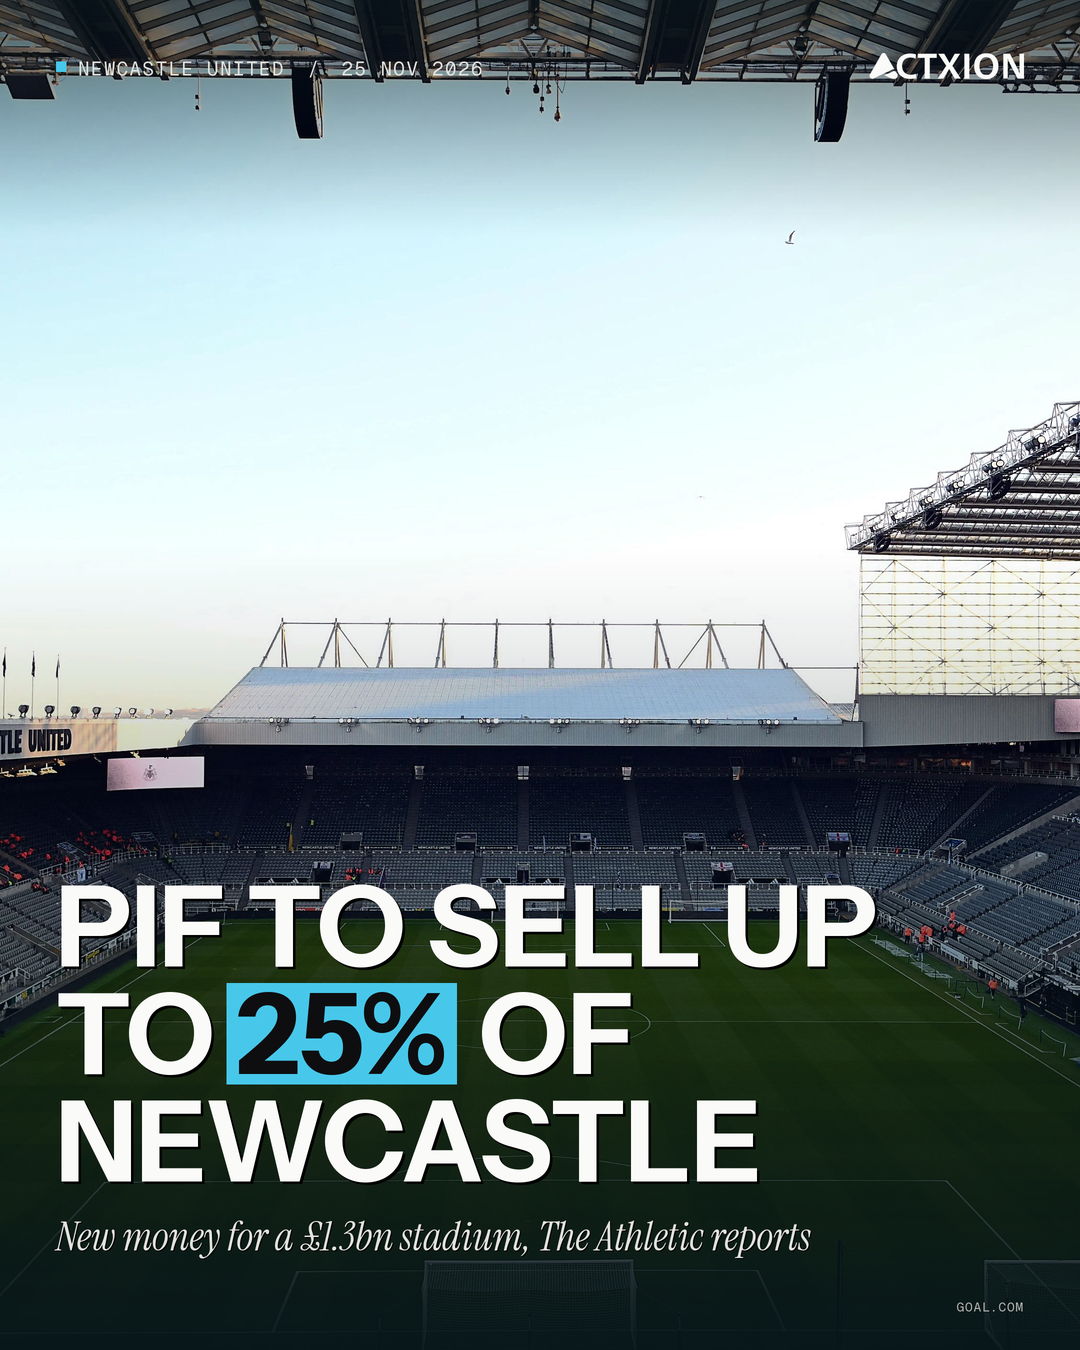 NEWCASTLE UNITED / 25 NOV 2026
ACTXION
TLE UNITED
PIF TO SELL UP
TO 25% OF
NEWCASTLE
New money for a £1.3bn stadium, The Athletic reports
GOAL.COM